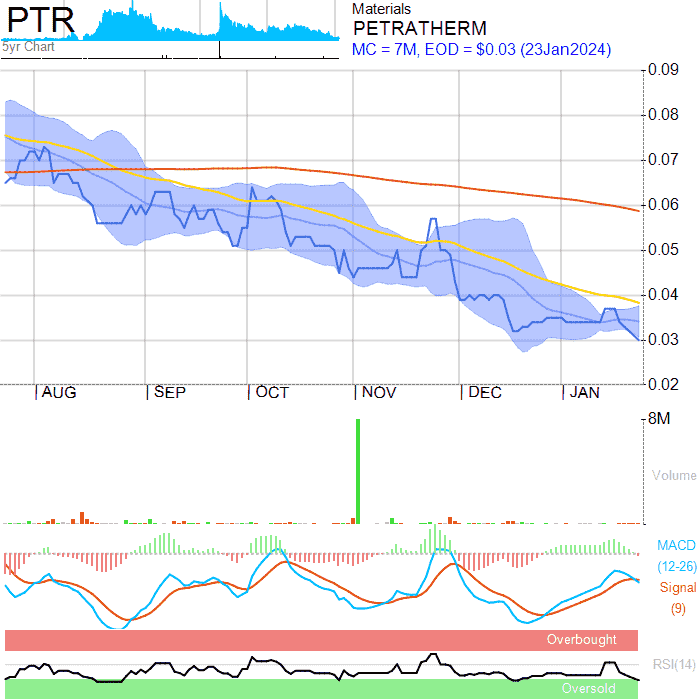 PTR
5yr Chart
Materials
PETRATHERM
MC = 7M, EOD = $0.03 (23Jan2024)
0.09
0.08
0.07
0.06
0.05
0.04
0.03
0.02
AUG SEP OCT NOV DEC JAN
8M
Volume
MACD
(12-26)
Signal
(9)
Overbought
RSI(14)
Oversold